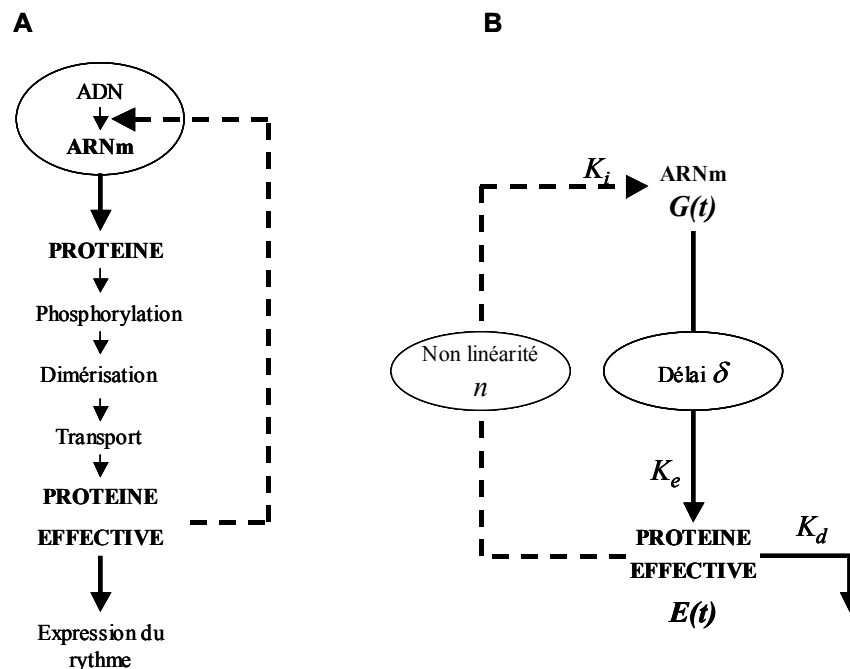 A
ADN
ARNm
PROTEINE
Phosphorylation
Dimérisation
Transport
PROTEINE
EFFECTIVE
Expression du
rythme
B
K_i
ARNm
G(t)
Non linéarité
n
Délai δ
K_e
PROTEINE
EFFECTIVE
E(t)
K_d